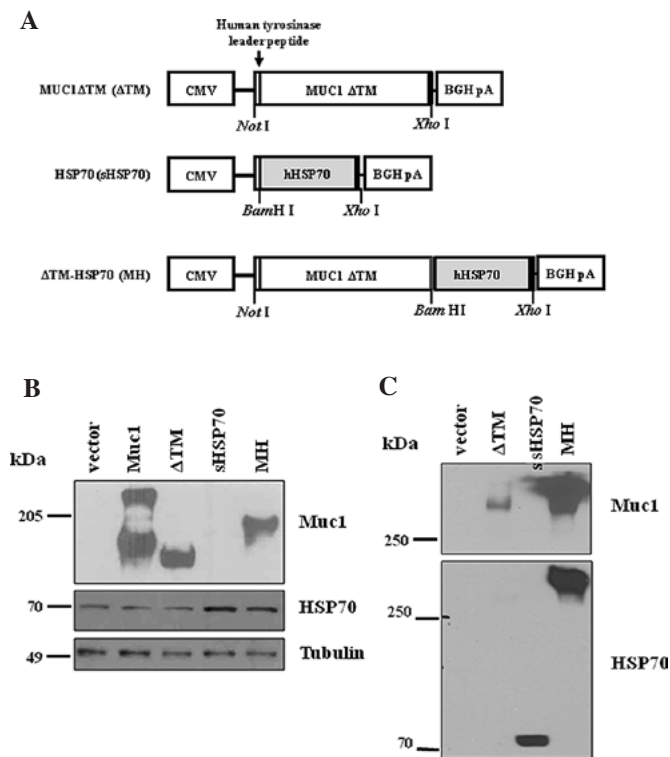 A
Human tyrosinase
leader peptide
MUC1ΔTM (ΔTM)
CMV
MUC1 ΔTM
BGH pA
Not I
Xho I
HSP70 (sHSP70)
CMV
hHSP70
BGH pA
BamH I
Xho I
ΔTM-HSP70 (MH)
CMV
MUC1 ΔTM
hHSP70
BGH pA
Not I
Bam HI
Xho I
B
kDa
vector
Muc1
ΔTM
sHSP70
MH
205
Muc1
70
HSP70
49
Tubulin
C
kDa
vector
ΔTM
s sHSP70
MH
Muc1
250
250
HSP70
70